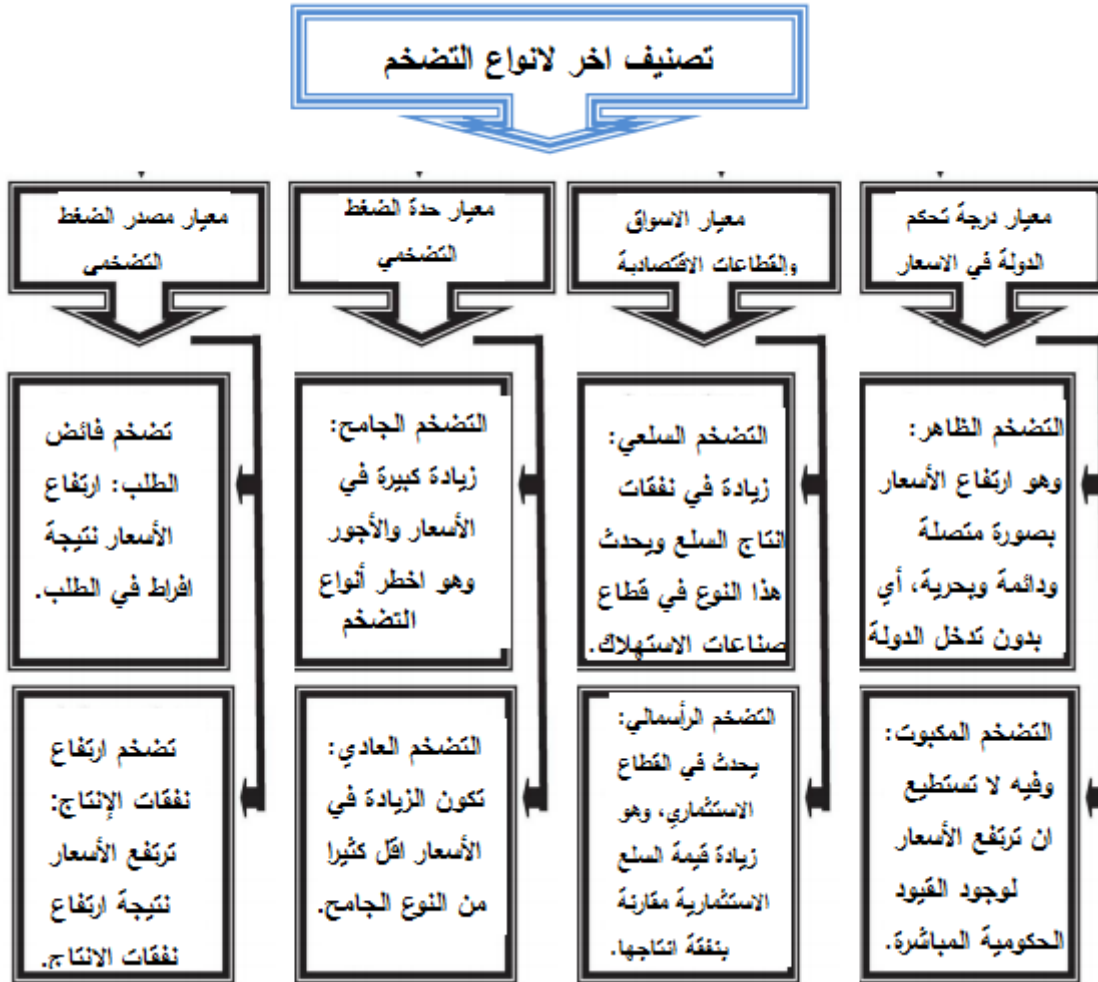 تصنيف اخر لانواع التضخم
معيار درجة تحكم
الدولة في الاسعار
التضخم الظاهر:
وهو ارتفاع الأسعار
بصورة متصلة
ودائمة وبحرية، أي
بدون تدخل الدولة
التضخم المكبوت:
وفيه لا تستطيع
ان ترتفع الأسعار
لوجود القيود
الحكومية المباشرة.
معيار الاسواق
والقطاعات الاقتصادية
التضخم السلعي:
زيادة في نفقات
انتاج السلع ويحدث
هذا النوع في قطاع
صناعات الاستهلاك.
التضخم الرأسمالي:
يحدث في القطاع
الاستثماري، وهو
زيادة قيمة السلع
الاستثمارية مقارنة
بنفقة انتاجها.
معيار حدة الضغط
التضخمي
التضخم الجامح:
زيادة كبيرة في
الأسعار والأجور
وهو اخطر أنواع
التضخم
التضخم العادي:
تكون الزيادة في
الأسعار اقل كثيرا
من النوع الجامح.
معيار مصدر الضغط
التضخمي
تضخم فائض
الطلب: ارتفاع
الأسعار نتيجة
افراط في الطلب.
تضخم ارتفاع
نفقات الإنتاج:
ترتفع الأسعار
نتيجة ارتفاع
نفقات الانتاج.